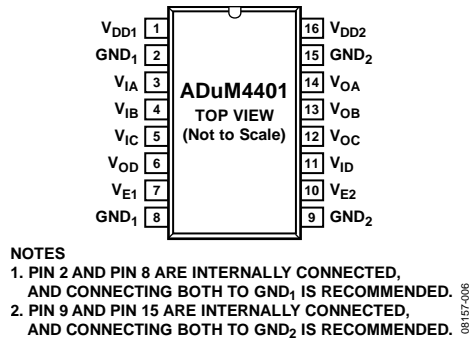 VDD1 1 16 VDD2
GND1 2 15 GND2
VIA 3 14 VOA
ADuM4401
VIB 4 TOP VIEW 13 VOB
VIC 5 (Not to Scale) 12 VOC
VOD 6 11 VID
VE1 7 10 VE2
GND1 8 9 GND2
NOTES
1. PIN 2 AND PIN 8 ARE INTERNALLY CONNECTED,
AND CONNECTING BOTH TO GND1 IS RECOMMENDED.
2. PIN 9 AND PIN 15 ARE INTERNALLY CONNECTED,
AND CONNECTING BOTH TO GND2 IS RECOMMENDED.
08157-006